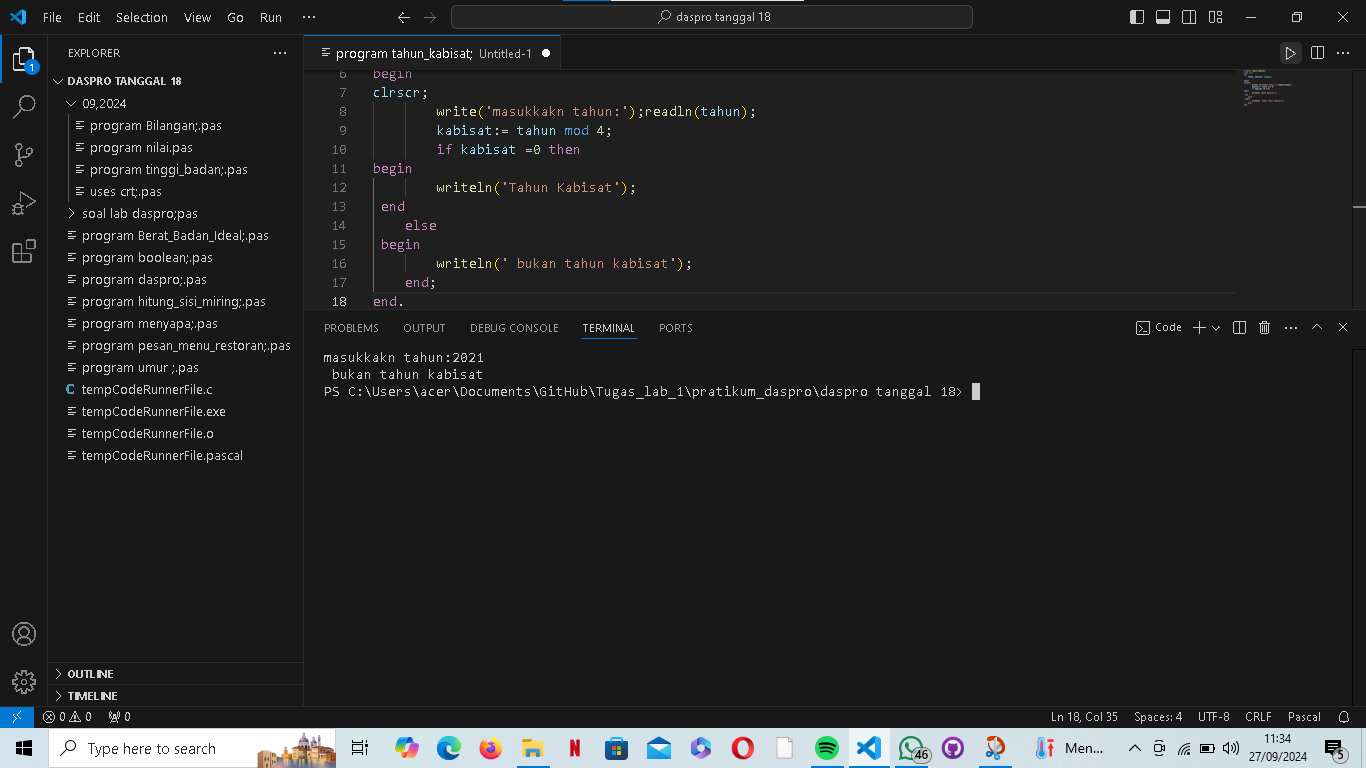 File Edit Selection View Go Run ··· daspro tanggal 18
EXPLORER ···
DASPRO TANGGAL 18
09,2024
program Bilangan;.pas
program nilai.pas
program tinggi_badan;.pas
uses crt;.pas
soal lab daspro;pas
program Berat_Badan_Ideal;.pas
program boolean;.pas
program daspro;.pas
program hitung_sisi_miring;.pas
program menyapa;.pas
program pesan_menu_restoran;.pas
program umur ;.pas
C tempCodeRunnerFile.c
tempCodeRunnerFile.exe
tempCodeRunnerFile.o
tempCodeRunnerFile.pascal
OUTLINE
TIMELINE
1
program tahun_kabisat; Untitled-1
6 begin
7 clrscr;
8 write('masukkakn tahun:');readln(tahun);
9 kabisat:= tahun mod 4;
10 if kabisat =0 then
11 begin
12 writeln('Tahun Kabisat');
13 end
14 else
15 begin
16 writeln(' bukan tahun kabisat');
17 end;
18 end.
PROBLEMS OUTPUT DEBUG CONSOLE TERMINAL PORTS Code
masukkakn tahun:2021
bukan tahun kabisat
PS C:\Users\acer\Documents\GitHub\Tugas_lab_1\pratikum_daspro\daspro tanggal 18>
0 0 0 Ln 18, Col 35 Spaces: 4 UTF-8 CRLF Pascal
Type here to search N 46 Men... 11:34
27/09/2024 5